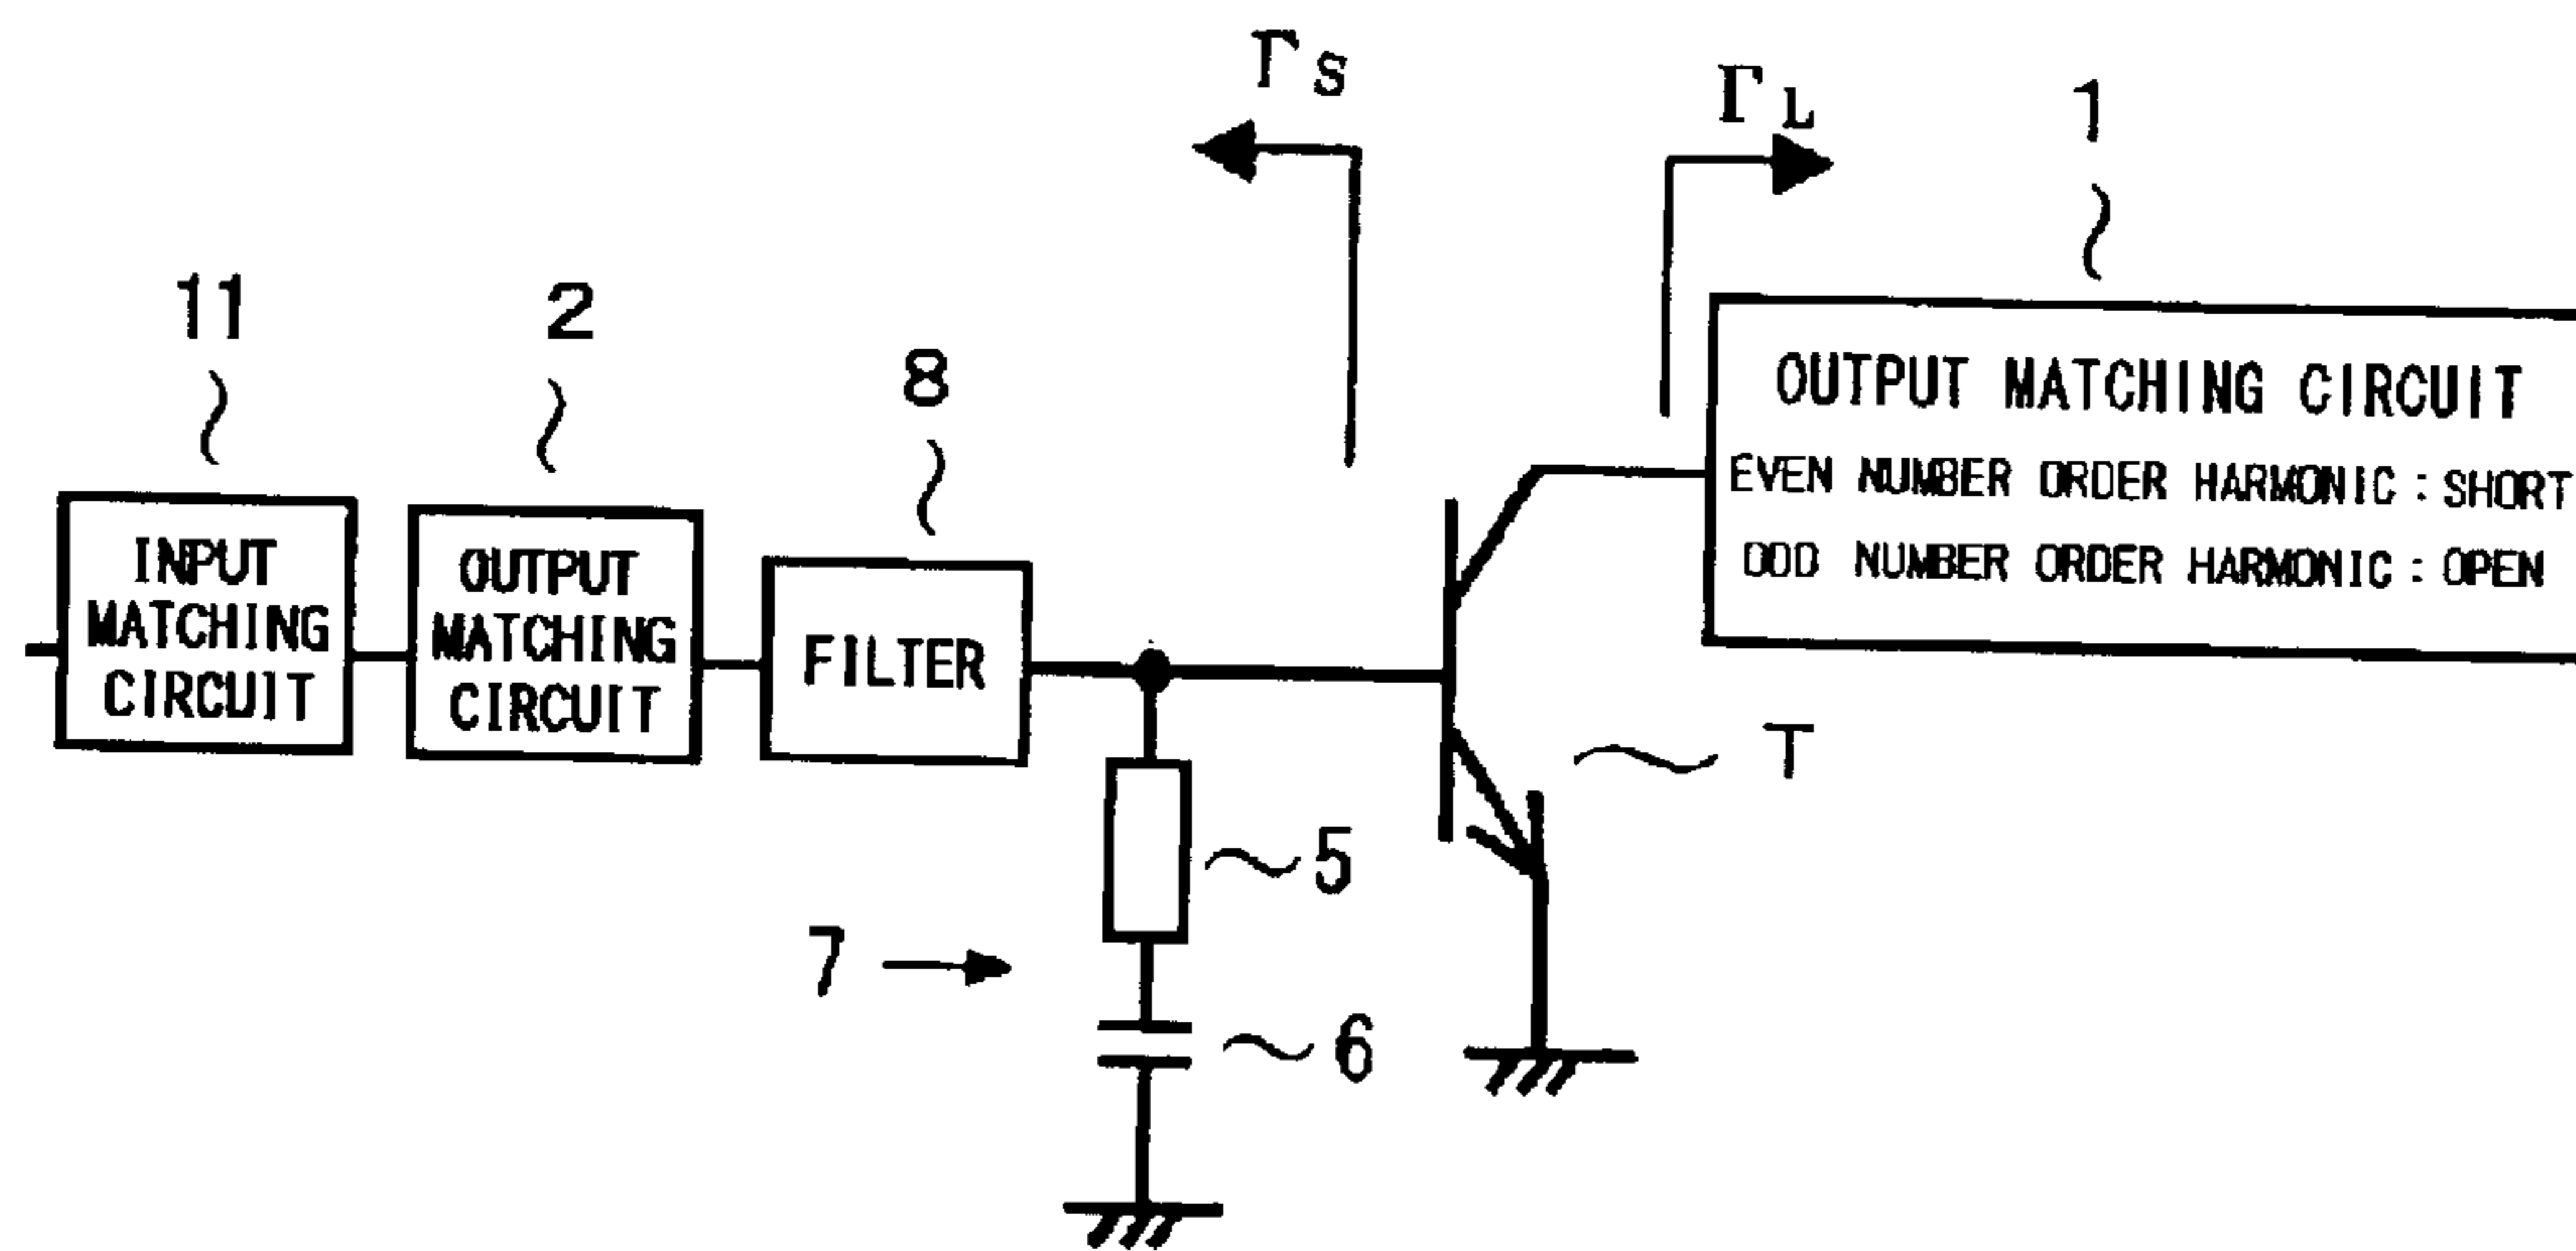 ΓS
ΓL
1
11
2
8
INPUT
MATCHING
CIRCUIT
OUTPUT
MATCHING
CIRCUIT
FILTER
OUTPUT MATCHING CIRCUIT
EVEN NUMBER ORDER HARMONIC : SHORT
ODD NUMBER ORDER HARMONIC : OPEN
T
5
7
6